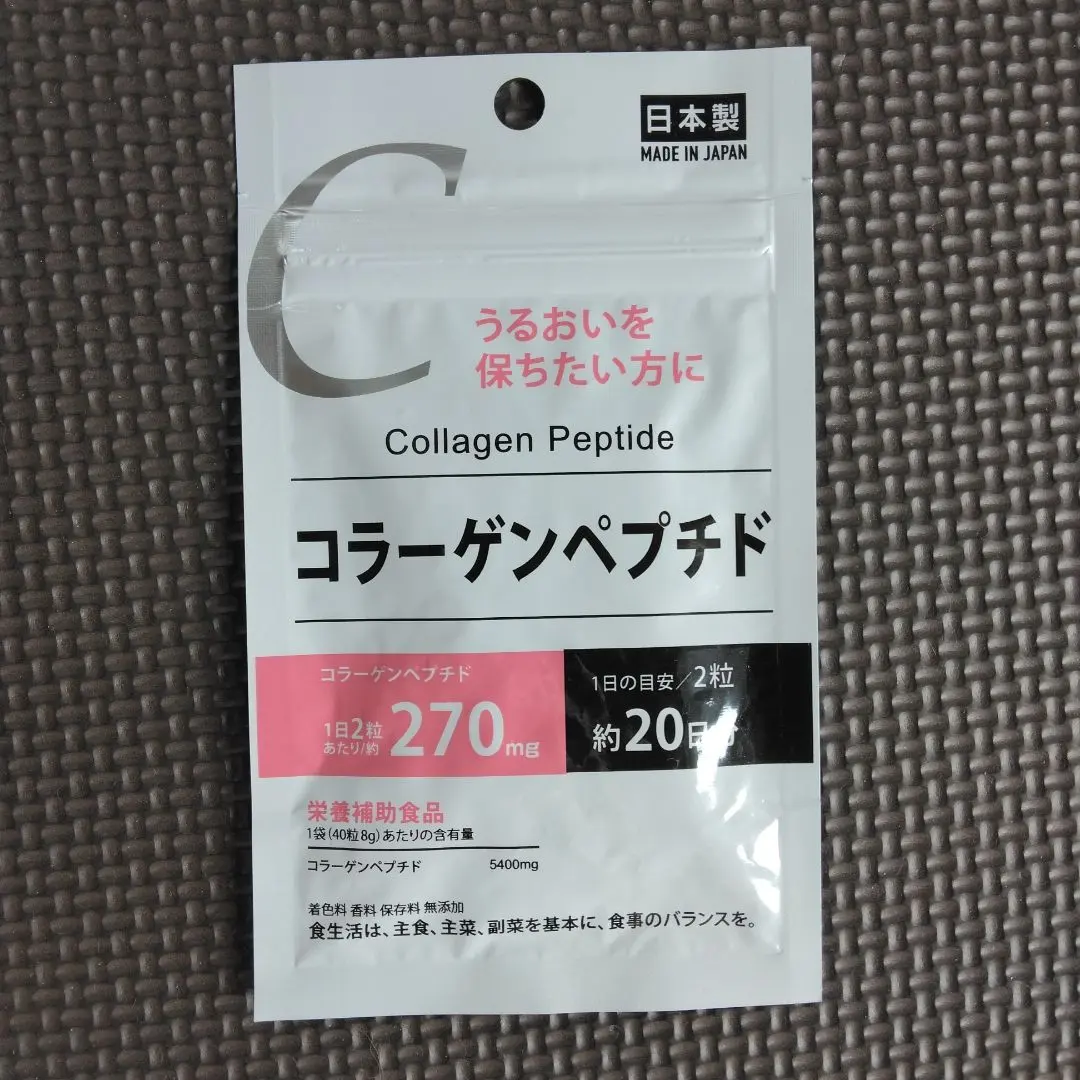 日本製
MADE IN JAPAN
C
うるおいを
保ちたい方に
Collagen Peptide
コラーゲンペプチド
コラーゲンペプチド
1日2粒
あたり/約 270mg
1日の目安/2粒
約20日分
栄養補助食品
1袋(40粒8g)あたりの含有量
コラーゲンペプチド 5400mg
着色料 香料 保存料 無添加
食生活は、主食、主菜、副菜を基本に、食事のバランスを。